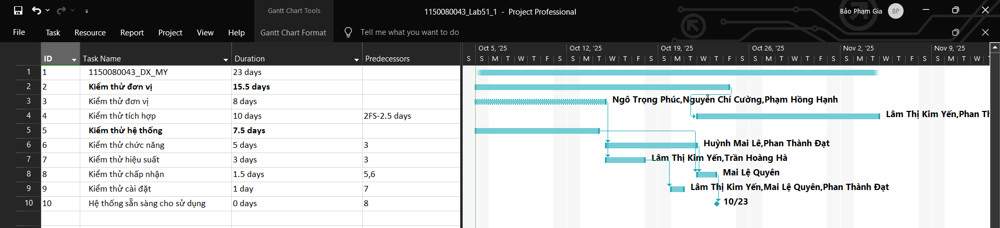 Gantt Chart Tools
1150080043_Lab51_1 - Project Professional
Bảo Phạm Gia BP
File Task Resource Report Project View Help Gantt Chart Format Tell me what you want to do
Oct 5, '25 Oct 12, '25 Oct 19, '25 Oct 26, '25 Nov 2, '25 Nov 9, '25
ID Task Name Duration Predecessors S S M T W T F S S M T W T F S S M T W T F S S M T W T F S S M T W T F S S M T W T
1 1 1150080043_DX_MY 23 days
2 2 Kiểm thử đơn vị 15.5 days
3 3 Kiểm thử đơn vị 8 days Ngô Trọng Phúc,Nguyễn Chí Cường,Phạm Hồng Hạnh
4 4 Kiểm thử tích hợp 10 days 2FS-2.5 days Lâm Thị Kim Yến,Phan Th
5 5 Kiểm thử hệ thống 7.5 days
6 6 Kiểm thử chức năng 5 days 3 Huỳnh Mai Lê,Phan Thành Đạt
7 7 Kiểm thử hiệu suất 3 days 3 Lâm Thị Kim Yến,Trần Hoàng Hà
8 8 Kiểm thử chấp nhận 1.5 days 5,6 Mai Lệ Quyên
9 9 Kiểm thử cài đặt 1 day 7 Lâm Thị Kim Yến,Mai Lệ Quyên,Phan Thành Đạt
10 10 Hệ thống sẵn sàng cho sử dụng 0 days 8 10/23